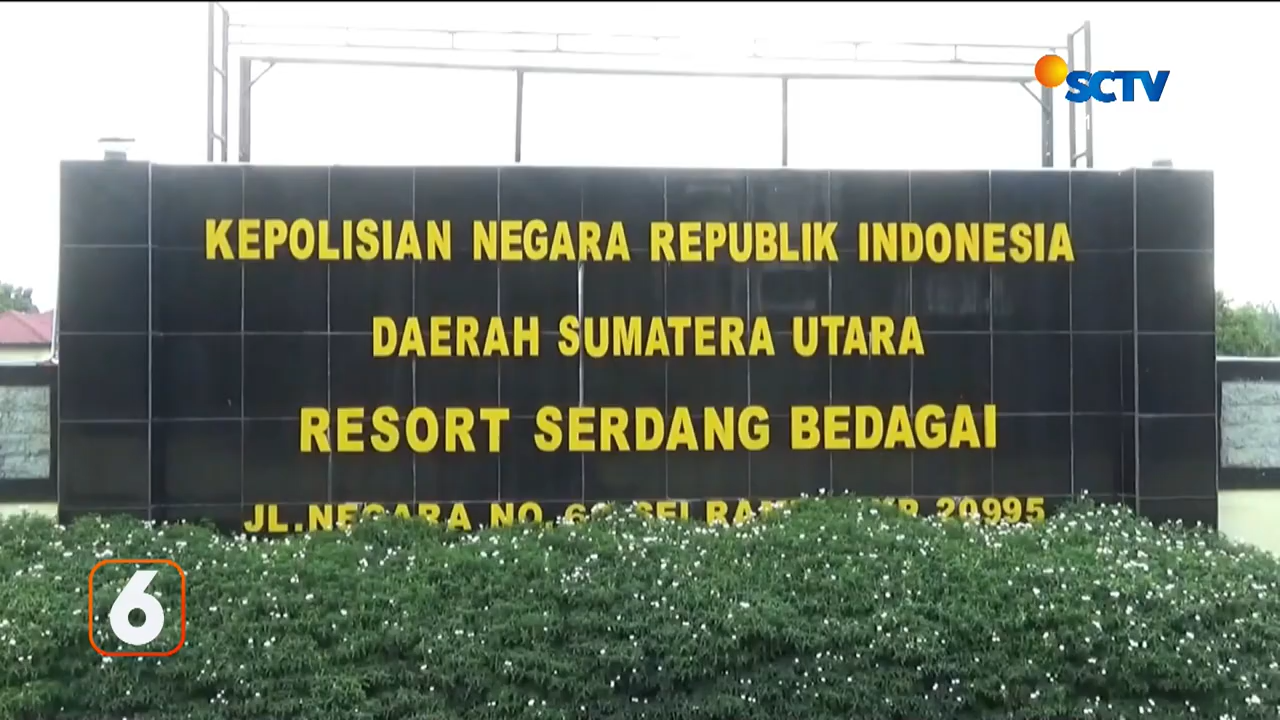 SCTV
KEPOLISIAN NEGARA REPUBLIK INDONESIA
DAERAH SUMATERA UTARA
RESORT SERDANG BEDAGAI
JL. NEGARA NO. 20995
6